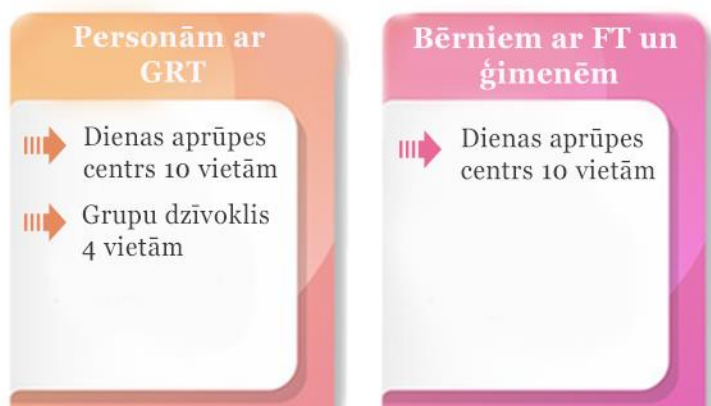 Personām ar
GRT
Dienas aprūpes
centrs 10 vietām
Grupu dzīvoklis
4 vietām
Bērniem ar FT un
ģimenēm
Dienas aprūpes
centrs 10 vietām